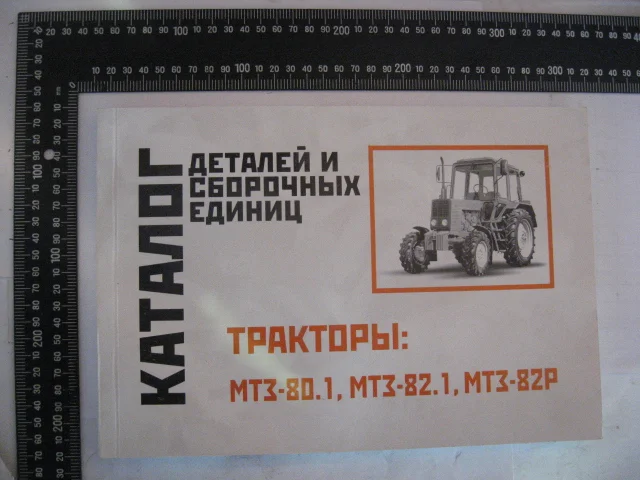 КАТАЛОГ
ДЕТАЛЕЙ И
СБОРОЧНЫХ
ЕДИНИЦ
ТРАКТОРЫ:
МТЗ-80.1, МТЗ-82.1, МТЗ-82Р